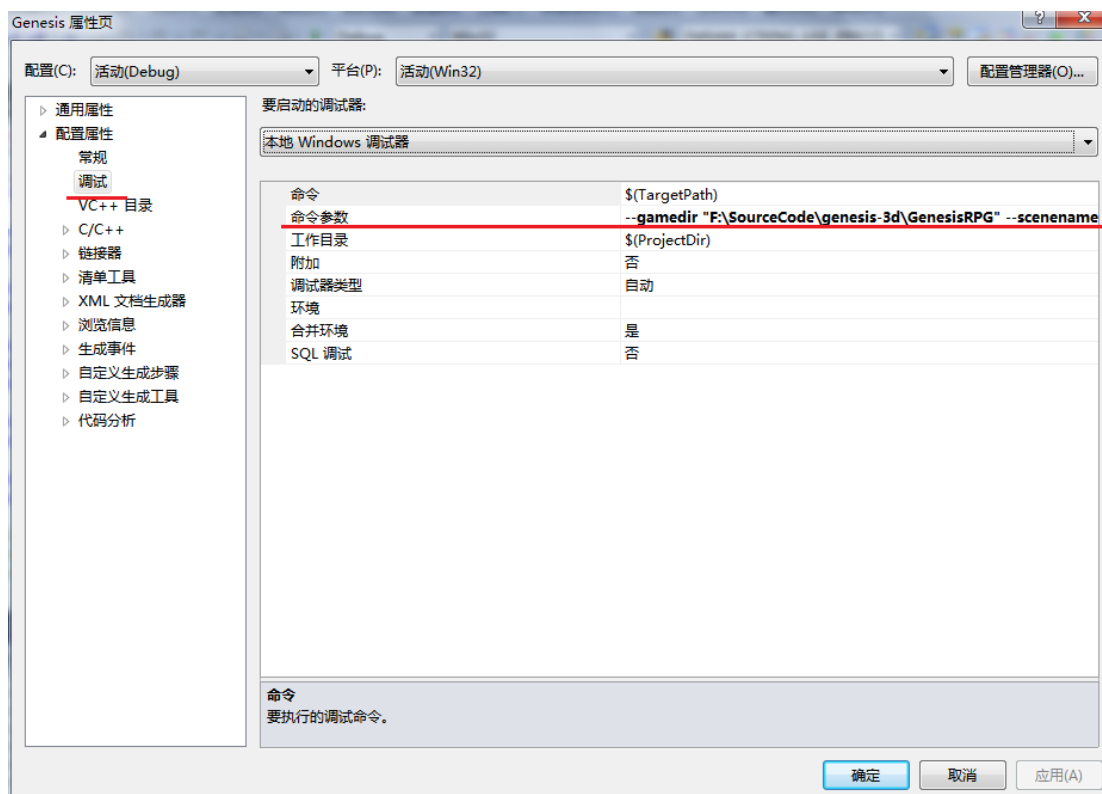 Genesis 属性页
配置(C): 活动(Debug) 平台(P): 活动(Win32) 配置管理器(O)...
通用属性
配置属性
常规
调试
VC++ 目录
C/C++
链接器
清单工具
XML 文档生成器
浏览信息
生成事件
自定义生成步骤
自定义生成工具
代码分析
要启动的调试器:
本地 Windows 调试器
命令 $(TargetPath)
命令参数 --gamedir "F:\SourceCode\genesis-3d\GenesisRPG" --scenename
工作目录 $(ProjectDir)
附加 否
调试器类型 自动
环境
合并环境 是
SQL 调试 否
命令
要执行的调试命令。
确定 取消 应用(A)